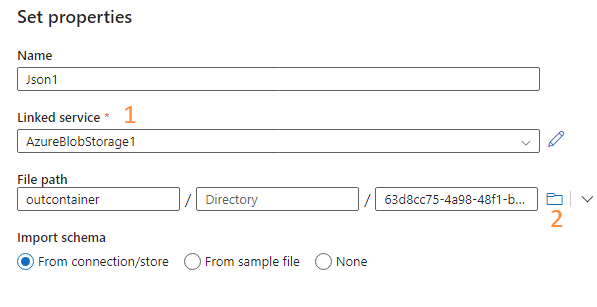 Set properties
Name
Json1
Linked service * 1
AzureBlobStorage1
File path
outcontainer / Directory / 63d8cc75-4a98-48f1-b...
2
Import schema
From connection/store From sample file None